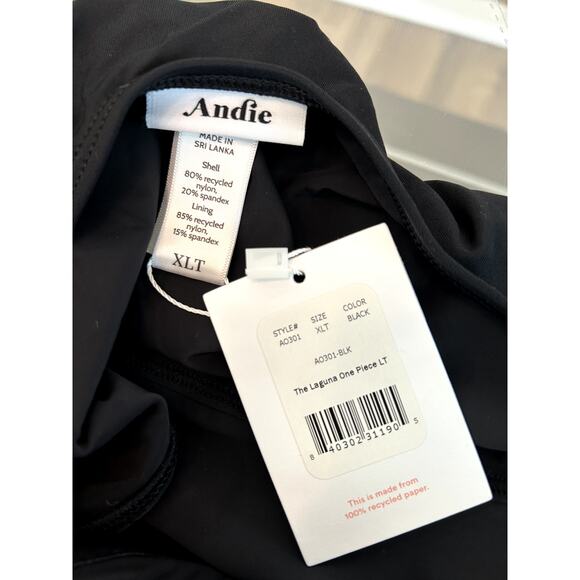 Andie
MADE IN
SRI LANKA
Shell
80% recycled
nylon,
20% spandex
Lining
85% recycled
nylon,
15% spandex
XLT
STYLE# SIZE COLOR
AO301 XLT BLACK
AO301-BLK
The Laguna One Piece LT
8 40302 31190 5
This is made from
100% recycled paper.